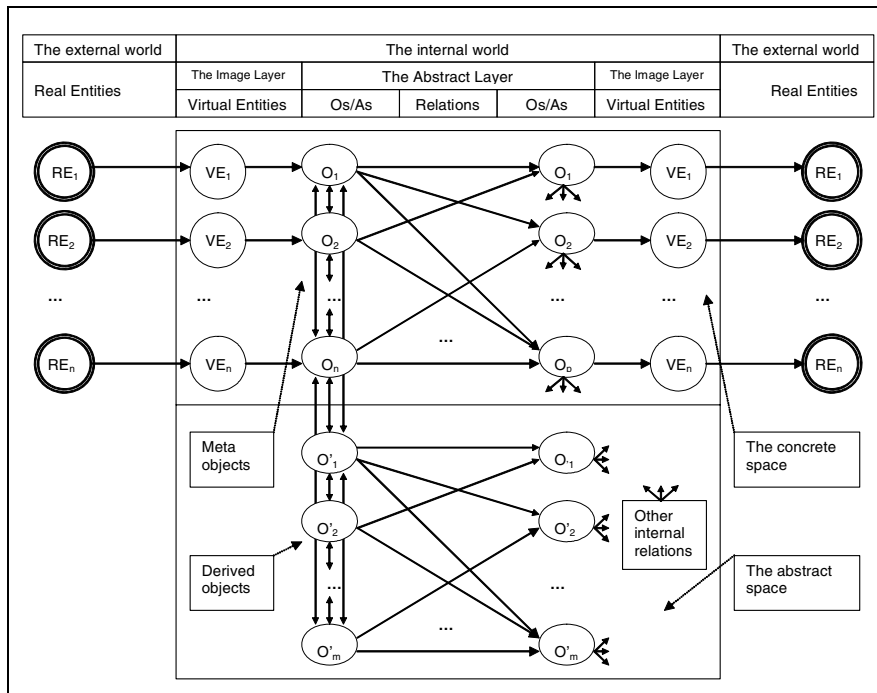 The external world The internal world The external world
Real Entities The Image Layer The Abstract Layer The Image Layer Real Entities
Virtual Entities Os/As Relations Os/As Virtual Entities
RE1 VE1 O1 O1 VE1 RE1
RE2 VE2 O2 O2 VE2 RE2
... ... ... ... ... ...
...
REn VEn On On VEn REn
Meta objects
The concrete space
O'1 O'1
O'2 O'2
Other internal relations
Derived objects
The abstract space
... ...
...
O'm O'm